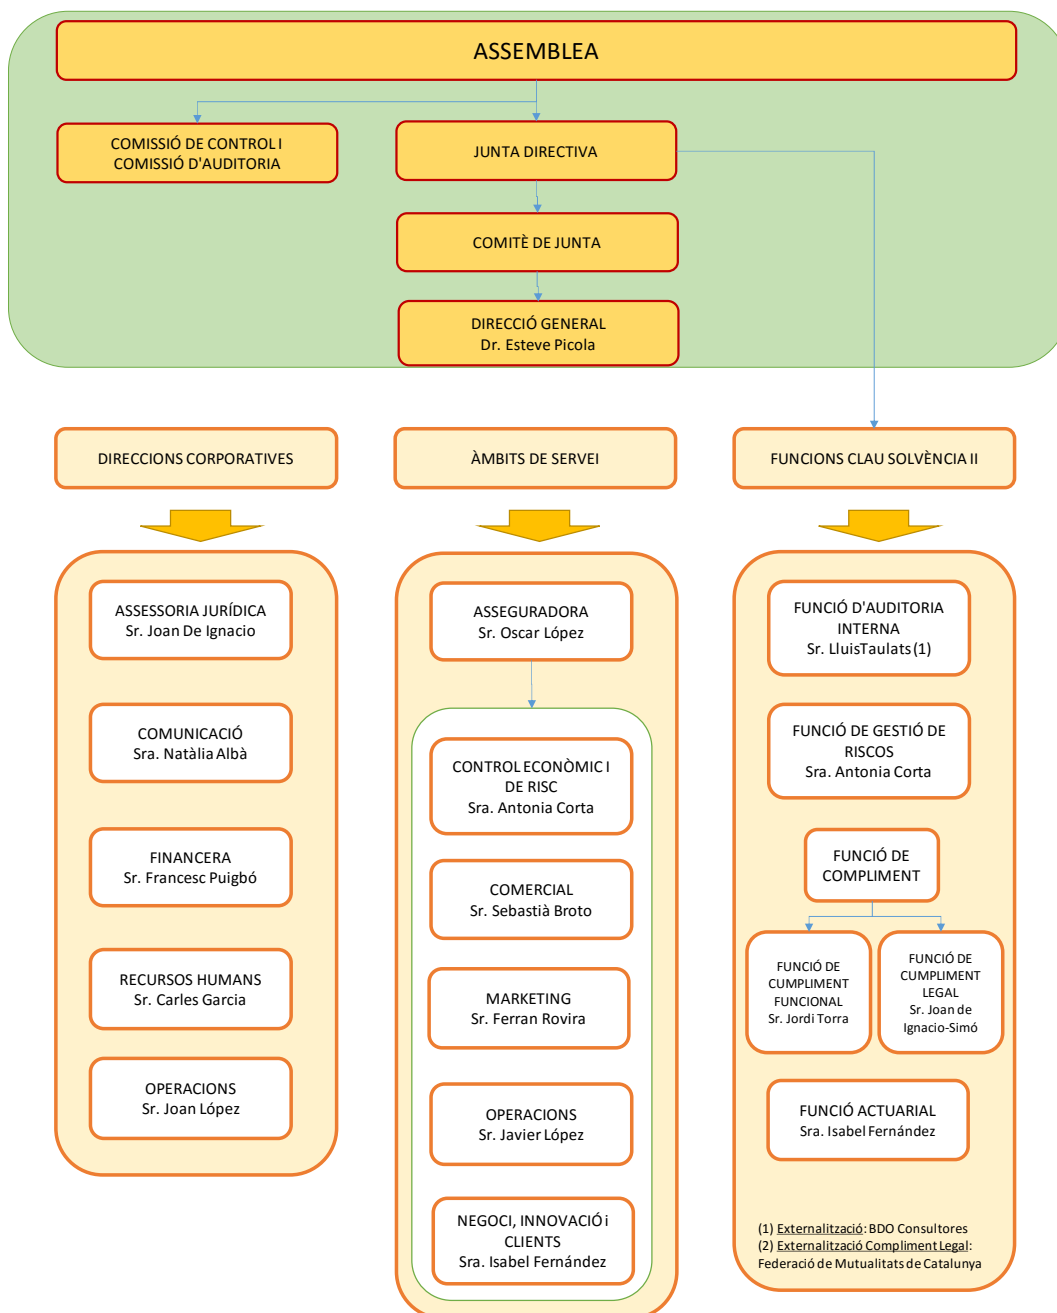 ASSEMBLEA
COMISSIÓ DE CONTROL I
COMISSIÓ D'AUDITORIA
JUNTA DIRECTIVA
COMITÈ DE JUNTA
DIRECCIÓ GENERAL
Dr. Esteve Picola
DIRECCIONS CORPORATIVES
ASSESSORIA JURÍDICA
Sr. Joan De Ignacio
COMUNICACIÓ
Sra. Natàlia Albà
FINANCERA
Sr. Francesc Puigbó
RECURSOS HUMANS
Sr. Carles Garcia
OPERACIONS
Sr. Joan López
ÀMBITS DE SERVEI
ASSEGURADORA
Sr. Oscar López
CONTROL ECONÒMIC I
DE RISC
Sra. Antonia Corta
COMERCIAL
Sr. Sebastià Broto
MARKETING
Sr. Ferran Rovira
OPERACIONS
Sr. Javier López
NEGOCI, INNOVACIÓ i
CLIENTS
Sra. Isabel Fernández
FUNCIONS CLAU SOLVÈNCIA II
FUNCIÓ D'AUDITORIA
INTERNA
Sr. LluisTaulats (1)
FUNCIÓ DE GESTIÓ DE
RISCOS
Sra. Antonia Corta
FUNCIÓ DE
COMPLIMENT
FUNCIÓ DE
CUMPLIMENT
FUNCIONAL
Sr. Jordi Torra
FUNCIÓ DE
CUMPLIMENT
LEGAL
Sr. Joan de
Ignacio-Simó
FUNCIÓ ACTUARIAL
Sra. Isabel Fernández
(1) Externalització: BDO Consultores
(2) Externalització Compliment Legal:
Federació de Mutualitats de Catalunya